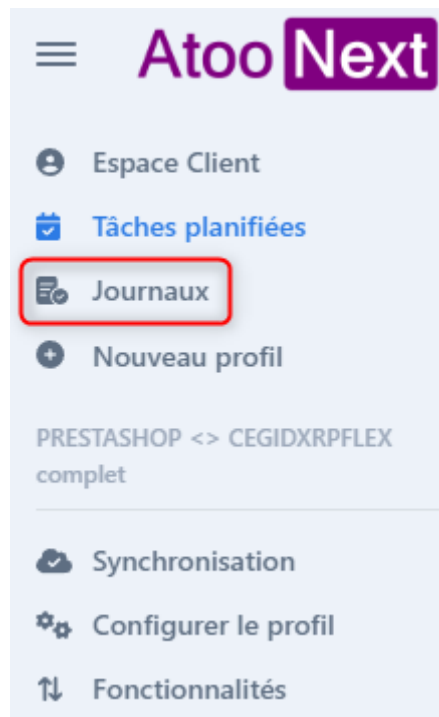 Atoo Next
Espace Client
Tâches planifiées
Journaux
Nouveau profil
PRESTASHOP <> CEGIDXRPFLEX
complet
Synchronisation
Configurer le profil
Fonctionnalités